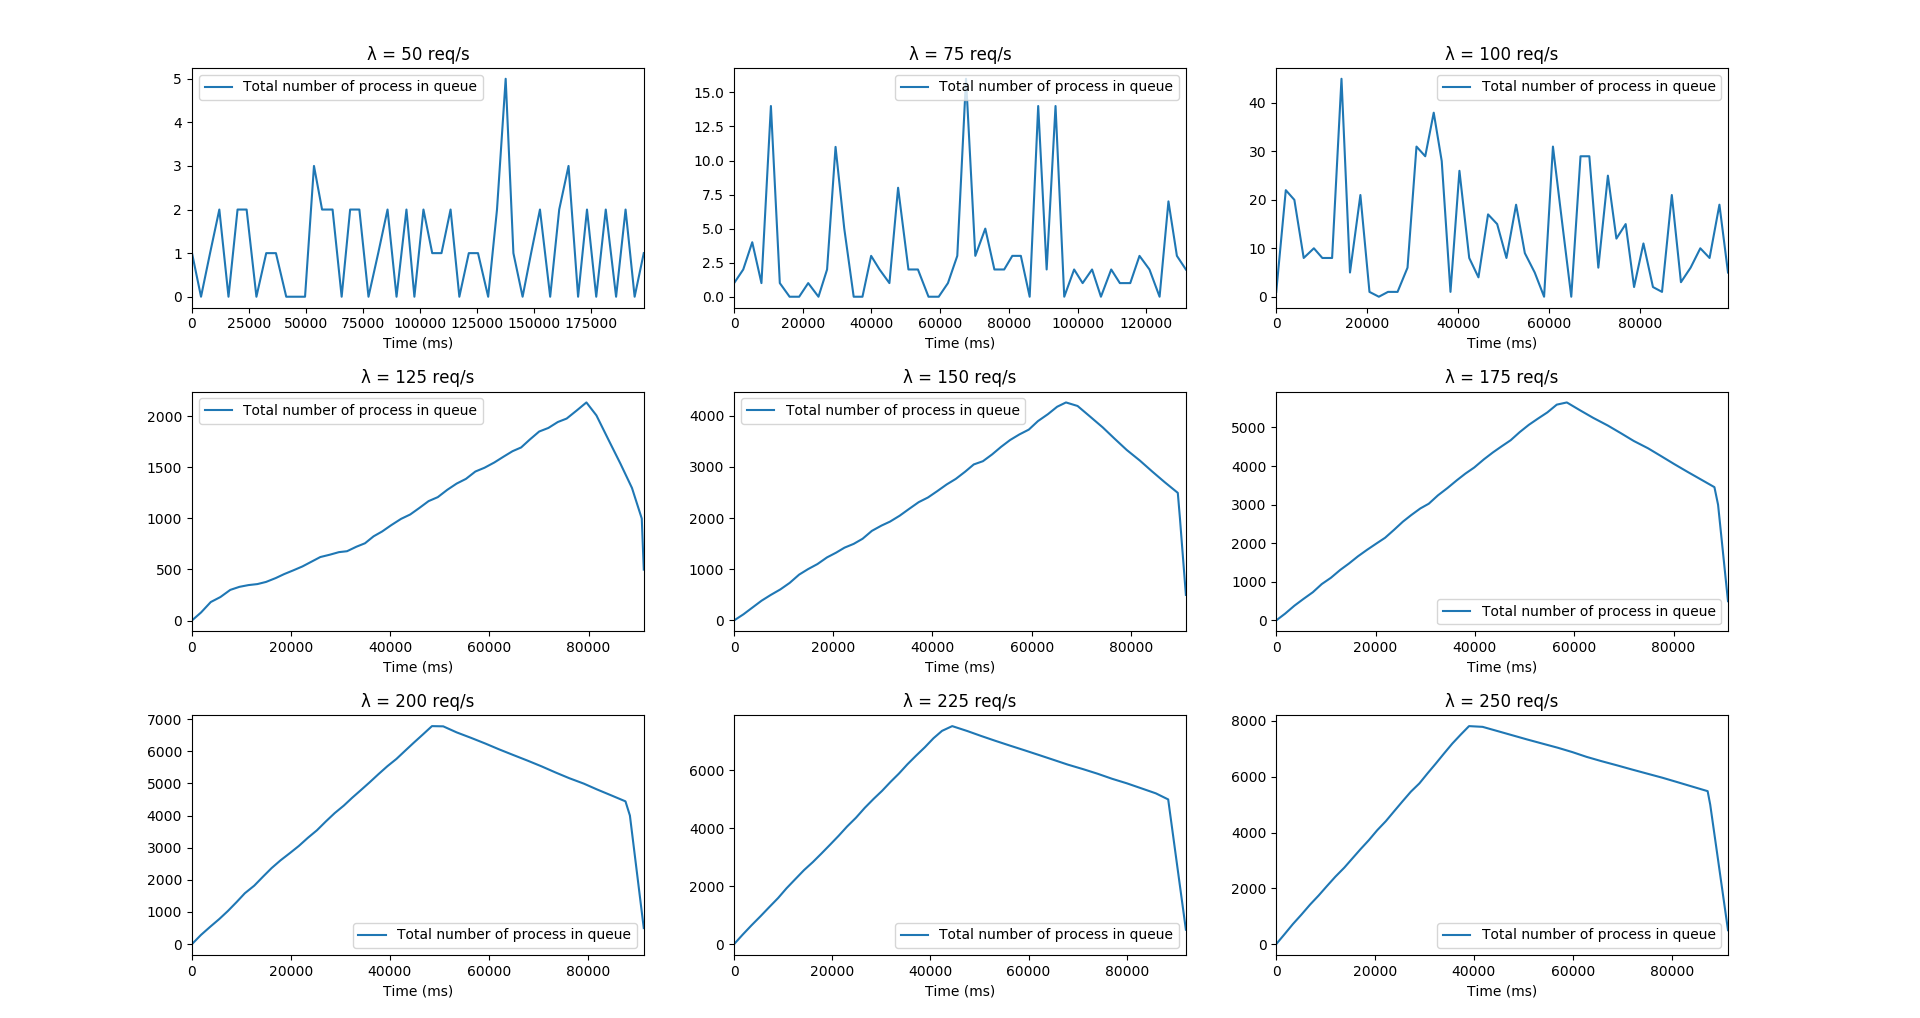 λ = 50 req/s
λ = 75 req/s
λ = 100 req/s
Total number of process in queue
5
4
3
2
1
0
0 25000 50000 75000 100000 125000 150000 175000
Time (ms)
Total number of process in queue
15.0
12.5
10.0
7.5
5.0
2.5
0.0
0 20000 40000 60000 80000 100000 120000
Time (ms)
Total number of process in queue
40
30
20
10
0
0 20000 40000 60000 80000
Time (ms)
λ = 125 req/s
λ = 150 req/s
λ = 175 req/s
Total number of process in queue
2000
1500
1000
500
0
0 20000 40000 60000 80000
Time (ms)
Total number of process in queue
4000
3000
2000
1000
0
0 20000 40000 60000 80000
Time (ms)
5000
4000
3000
2000
1000
0
Total number of process in queue
0 20000 40000 60000 80000
Time (ms)
λ = 200 req/s
λ = 225 req/s
λ = 250 req/s
7000
6000
5000
4000
3000
2000
1000
0
Total number of process in queue
0 20000 40000 60000 80000
Time (ms)
6000
4000
2000
0
Total number of process in queue
0 20000 40000 60000 80000
Time (ms)
8000
6000
4000
2000
0
Total number of process in queue
0 20000 40000 60000 80000
Time (ms)